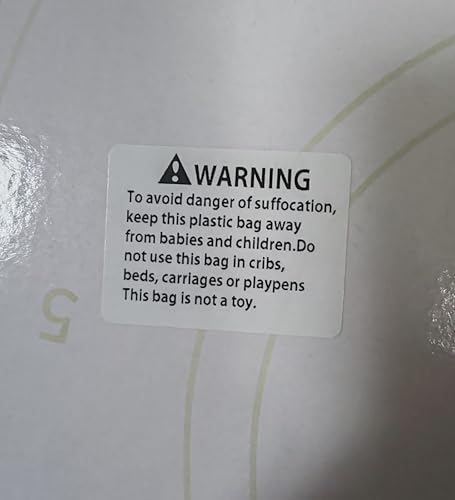 WARNING
To avoid danger of suffocation,
keep this plastic bag away
from babies and children.Do
not use this bag in cribs,
beds, carriages or playpens
This bag is not a toy.
5